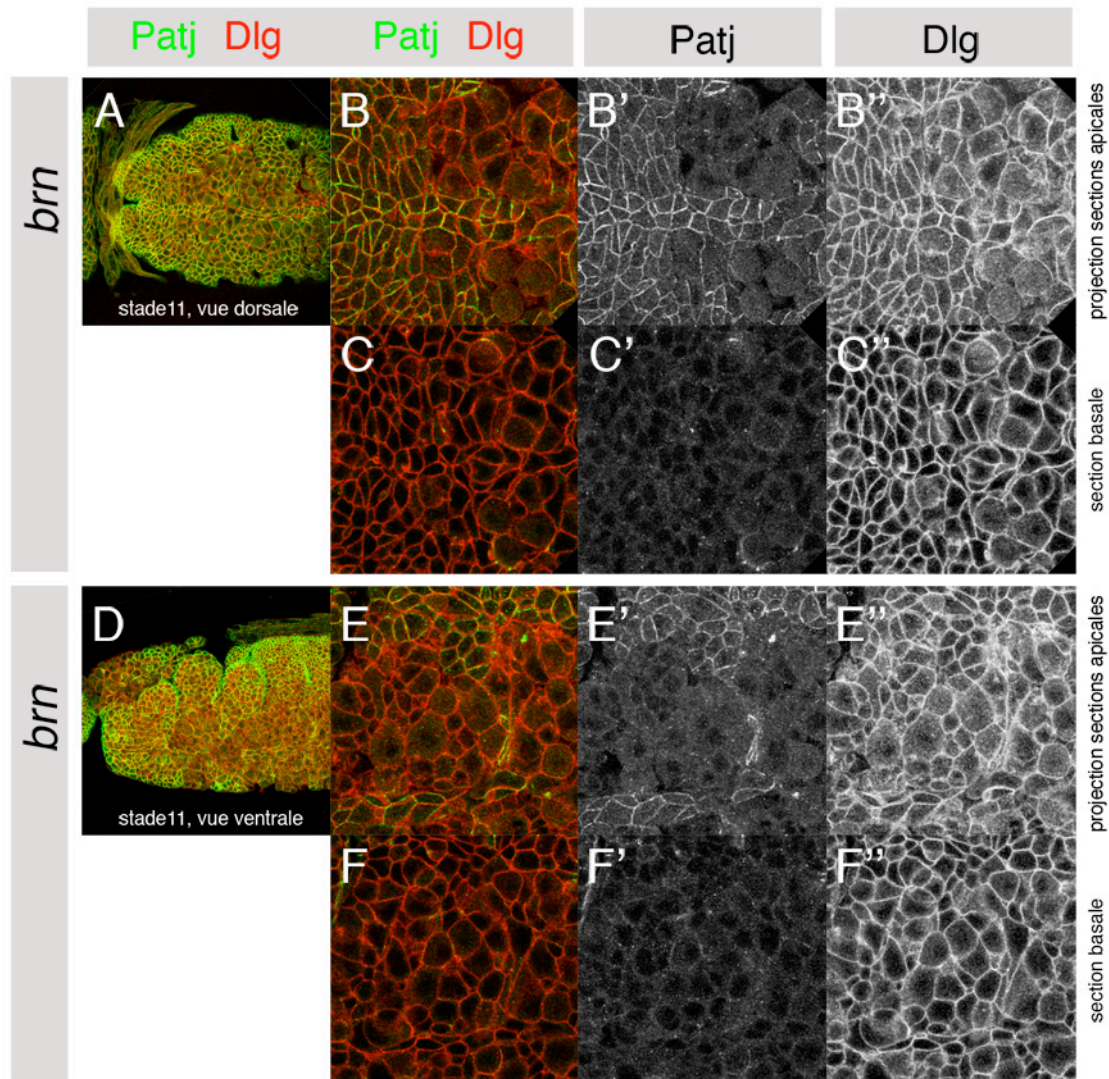 Patj Dlg
Patj Dlg
Patj
Dlg
brn
A
stade11, vue dorsale
B
B’
B’’
projection sections apicales
C
C’
C’’
section basale
brn
D
stade11, vue ventrale
E
E’
E’’
projection sections apicales
F
F’
F’’
section basale